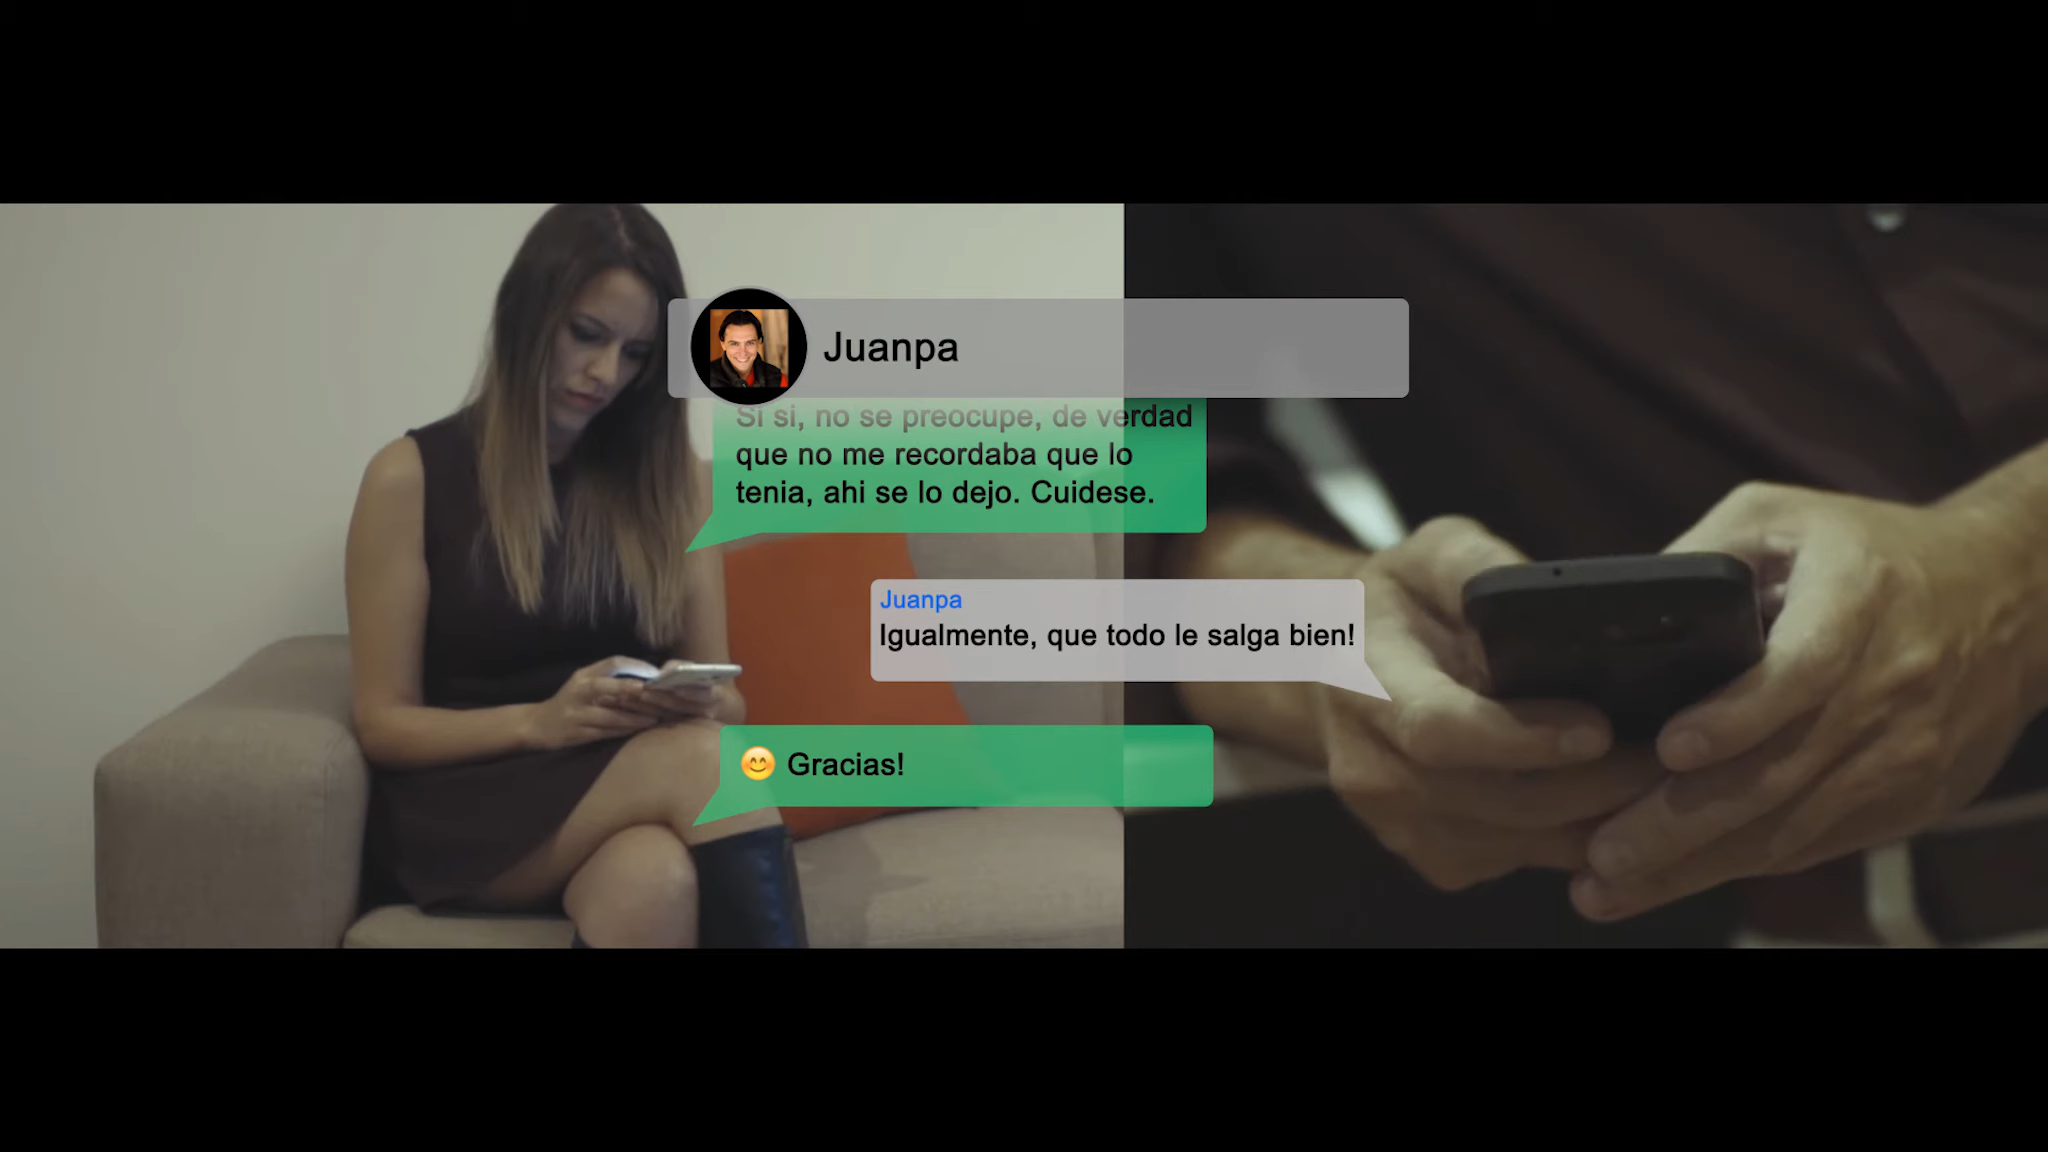 Juanpa
Si si, no se preocupe, de verdad
que no me recordaba que lo
tenia, ahi se lo dejo. Cuidese.
Juanpa
Igualmente, que todo le salga bien!
😊 Gracias!